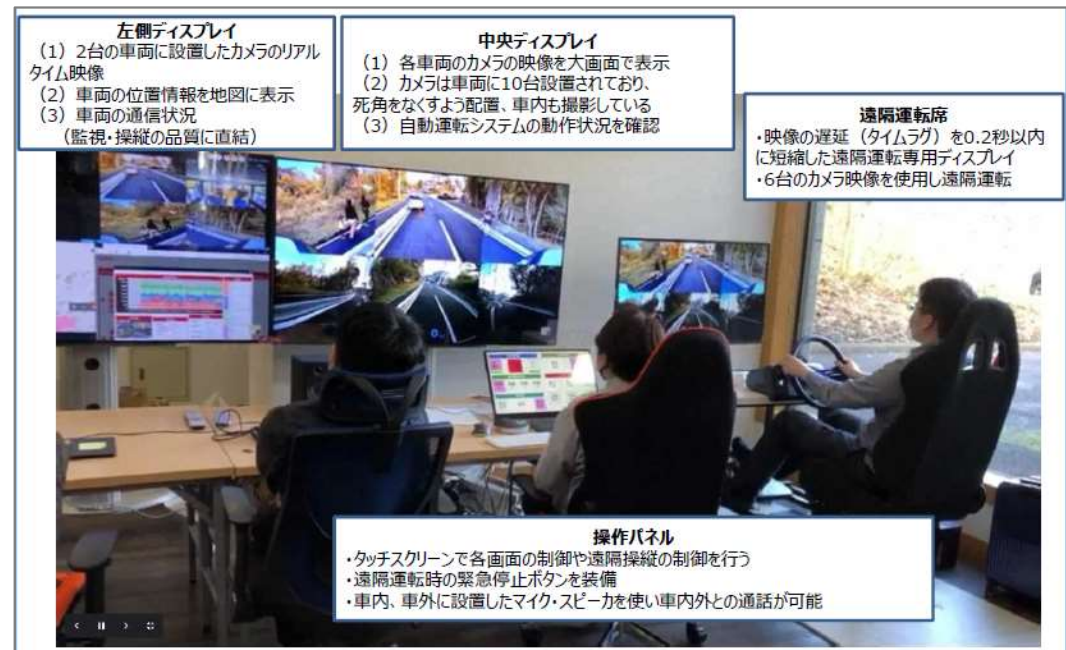 左側ディスプレイ
（1）2台の車両に設置したカメラのリアル
タイム映像
（2）車両の位置情報を地図に表示
（3）車両の通信状況
（監視・操縦の品質に直結）
中央ディスプレイ
（1）各車両のカメラの映像を大画面で表示
（2）カメラは車両に10台設置されており、
死角をなくすよう配置、車内も撮影している
（3）自動運転システムの動作状況を確認
遠隔運転席
・映像の遅延（タイムラグ）を0.2秒以内
に短縮した遠隔運転専用ディスプレイ
・6台のカメラ映像を使用し遠隔運転
操作パネル
・タッチスクリーンで各画面の制御や遠隔操縦の制御を行う
・遠隔運転時の緊急停止ボタンを装備
・車内、車外に設置したマイク・スピーカを使い車内外との通話が可能